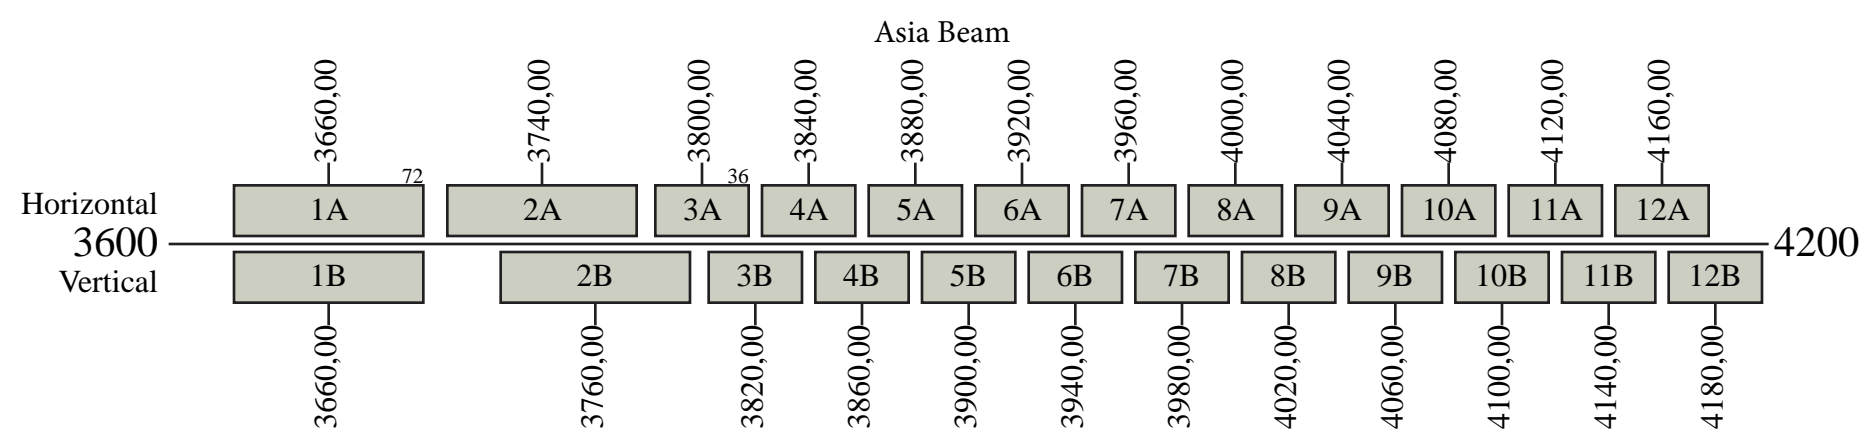 Asia Beam
3660,00 3740,00 3800,00 3840,00 3880,00 3920,00 3960,00 4000,00 4040,00 4080,00 4120,00 4160,00
72 36
Horizontal 1A 2A 3A 4A 5A 6A 7A 8A 9A 10A 11A 12A
3600 4200
Vertical 1B 2B 3B 4B 5B 6B 7B 8B 9B 10B 11B 12B
3660,00 3760,00 3820,00 3860,00 3900,00 3940,00 3980,00 4020,00 4060,00 4100,00 4140,00 4180,00